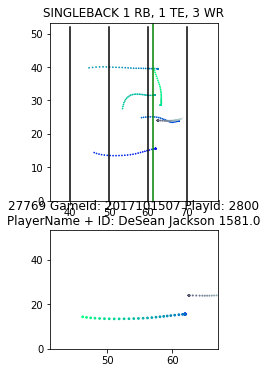 SINGLEBACK 1 RB, 1 TE, 3 WR
50
40
30
20
10
0
40 50 60 70
27769 GameId: 2017101507 PlayId: 2800
PlayerName + ID: DeSean Jackson 1581.0
40
20
0
50 60